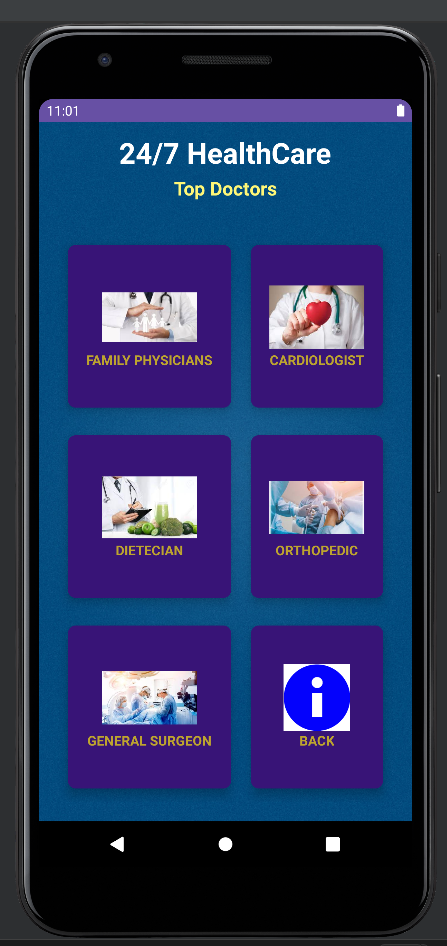 11:01
24/7 HealthCare
Top Doctors
FAMILY PHYSICIANS
CARDIOLOGIST
DIETECIAN
ORTHOPEDIC
GENERAL SURGEON
BACK